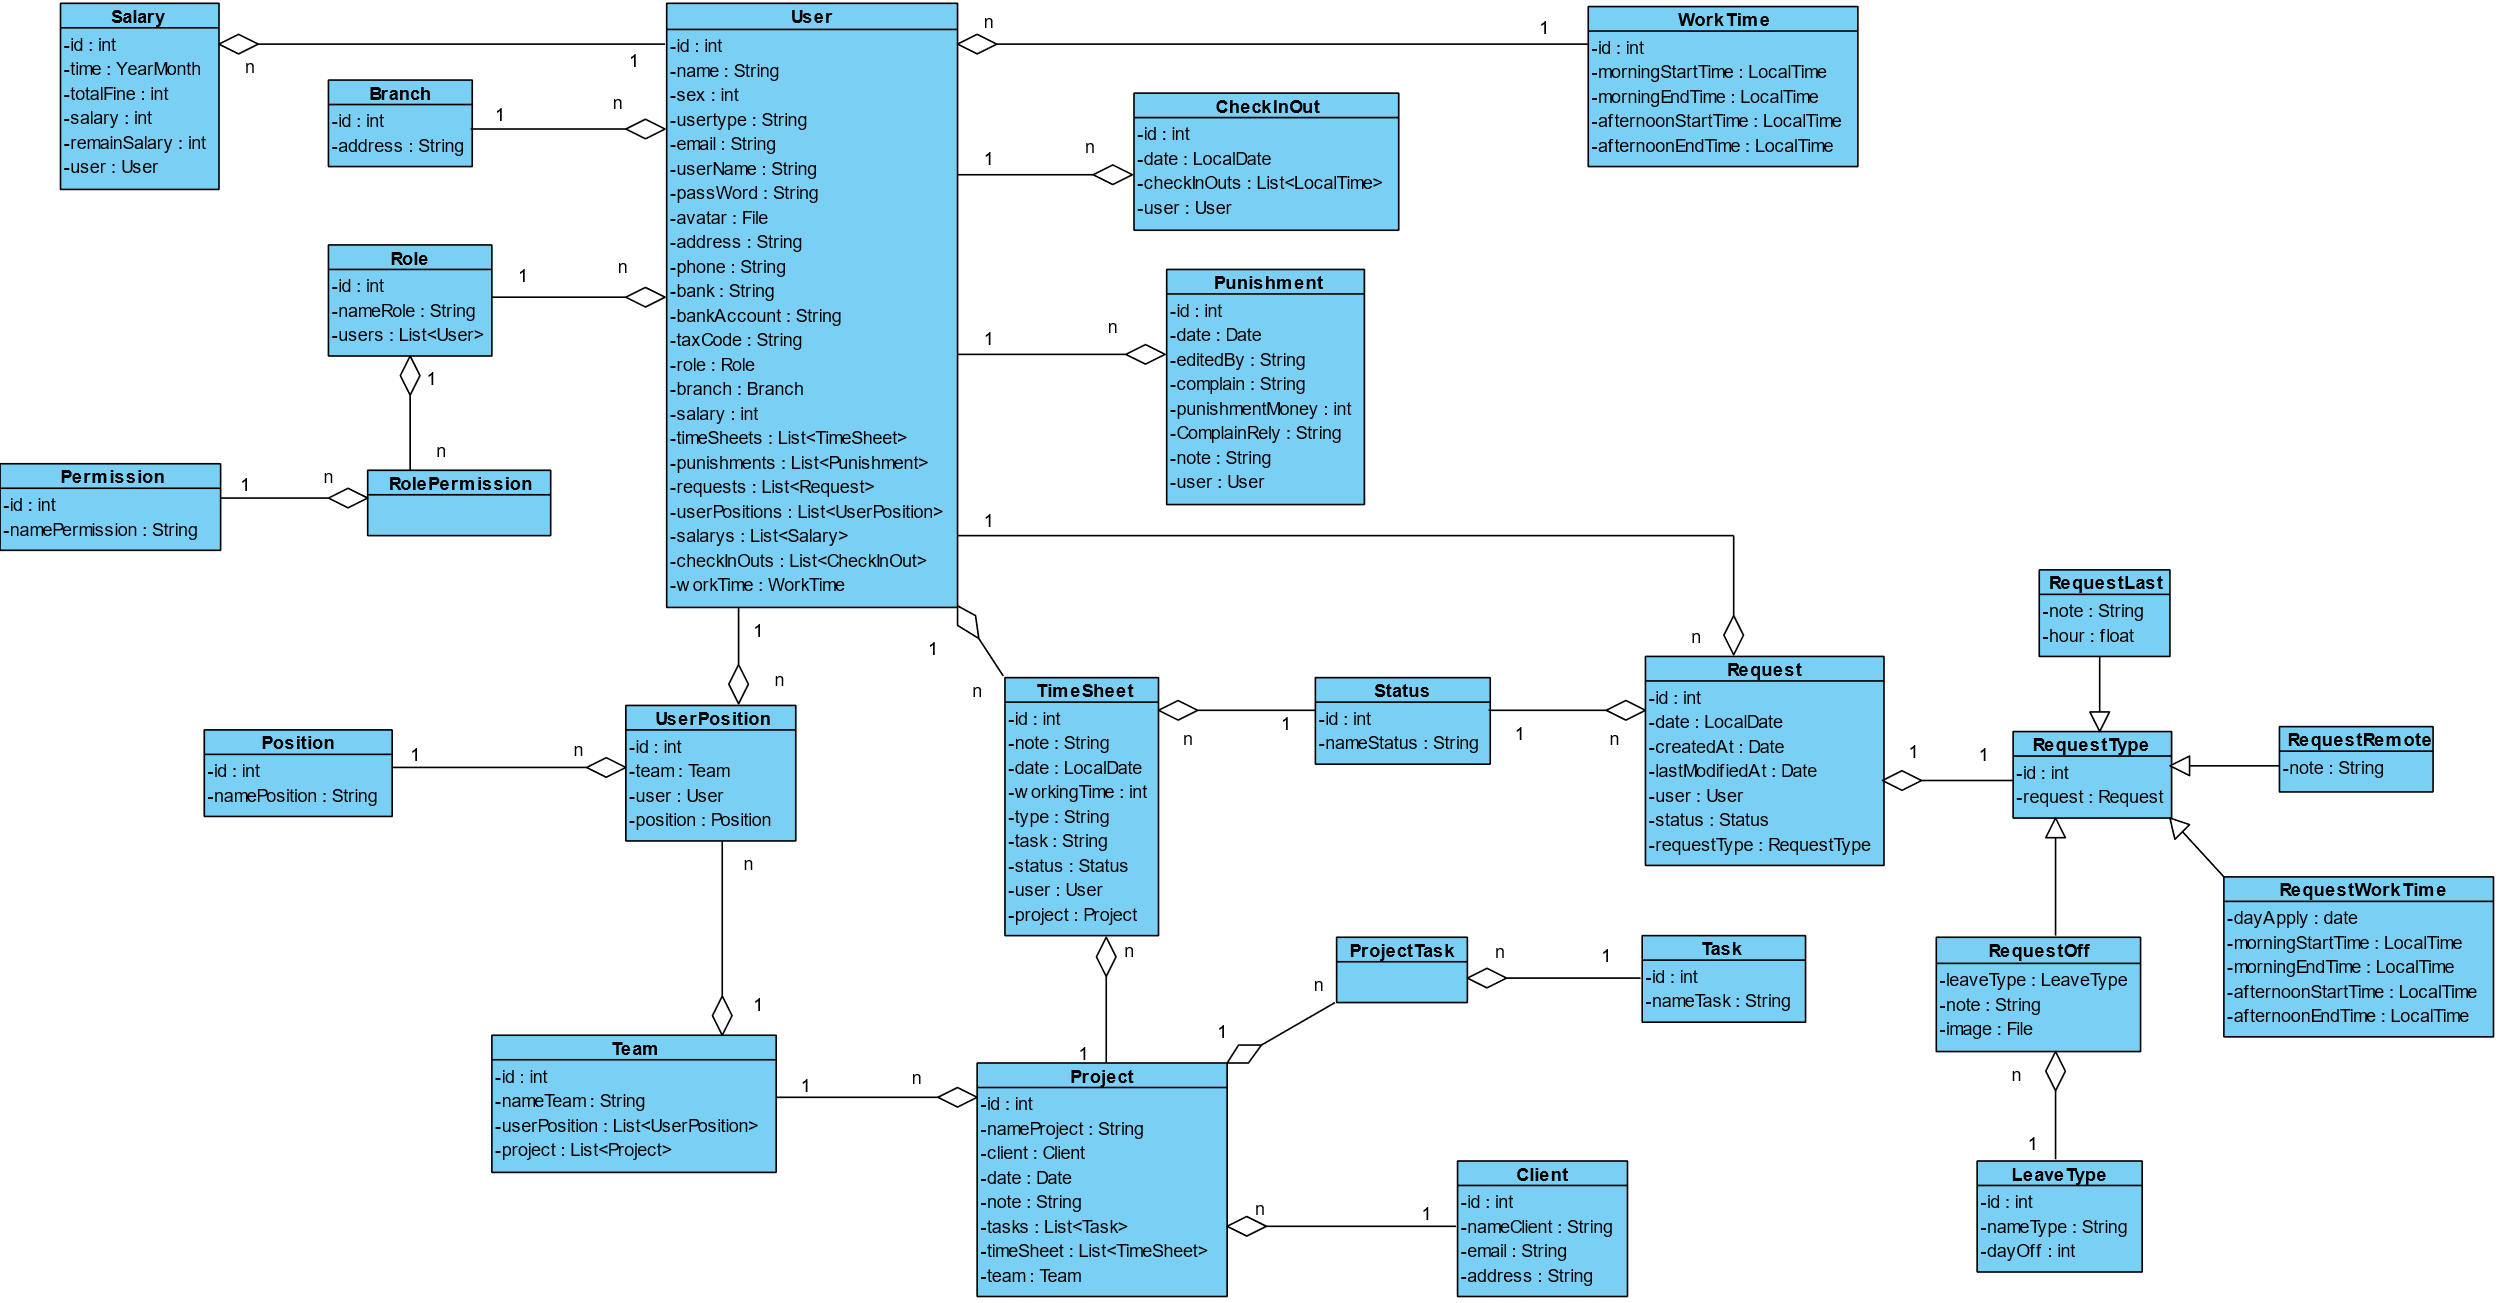 Salary
-id : int
-time : YearMonth
-totalFine : int
-salary : int
-remainSalary : int
-user : User
n
1
Branch
-id : int
-address : String
1
n
User
-id : int
-name : String
-sex : int
-usertype : String
-email : String
-userName : String
-passWord : String
-avatar : File
-address : String
-phone : String
-bank : String
-bankAccount : String
-taxCode : String
-role : Role
-branch : Branch
-salary : int
-timeSheets : List<TimeSheet>
-punishments : List<Punishment>
-requests : List<Request>
-userPositions : List<UserPosition>
-salarys : List<Salary>
-checkInOuts : List<CheckInOut>
-workTime : WorkTime
n
1
WorkTime
-id : int
-morningStartTime : LocalTime
-morningEndTime : LocalTime
-afternoonStartTime : LocalTime
-afternoonEndTime : LocalTime
CheckInOut
-id : int
-date : LocalDate
-checkInOuts : List<LocalTime>
-user : User
1
n
Role
-id : int
-nameRole : String
-users : List<User>
1
n
1
n
Punishment
-id : int
-date : Date
-editedBy : String
-complain : String
-punishmentMoney : int
-ComplainRely : String
-note : String
-user : User
1
n
Permission
-id : int
-namePermission : String
1
n
RolePermission
1
n
1
n
1
n
RequestLast
-note : String
-hour : float
Position
-id : int
-namePosition : String
1
n
UserPosition
-id : int
-team : Team
-user : User
-position : Position
n
1
TimeSheet
-id : int
-note : String
-date : LocalDate
-workingTime : int
-type : String
-task : String
-status : Status
-user : User
-project : Project
n
1
Status
-id : int
-nameStatus : String
1
n
Request
-id : int
-date : LocalDate
-createdAt : Date
-lastModifiedAt : Date
-user : User
-status : Status
-requestType : RequestType
1
1
RequestType
-id : int
-request : Request
RequestRemote
-note : String
RequestWorkTime
-dayApply : date
-morningStartTime : LocalTime
-morningEndTime : LocalTime
-afternoonStartTime : LocalTime
-afternoonEndTime : LocalTime
n
1
ProjectTask
n
1
n
1
Task
-id : int
-nameTask : String
RequestOff
-leaveType : LeaveType
-note : String
-image : File
n
1
Team
-id : int
-nameTeam : String
-userPosition : List<UserPosition>
-project : List<Project>
1
n
Project
-id : int
-nameProject : String
-client : Client
-date : Date
-note : String
-tasks : List<Task>
-timeSheet : List<TimeSheet>
-team : Team
n
1
Client
-id : int
-nameClient : String
-email : String
-address : String
LeaveType
-id : int
-nameType : String
-dayOff : int